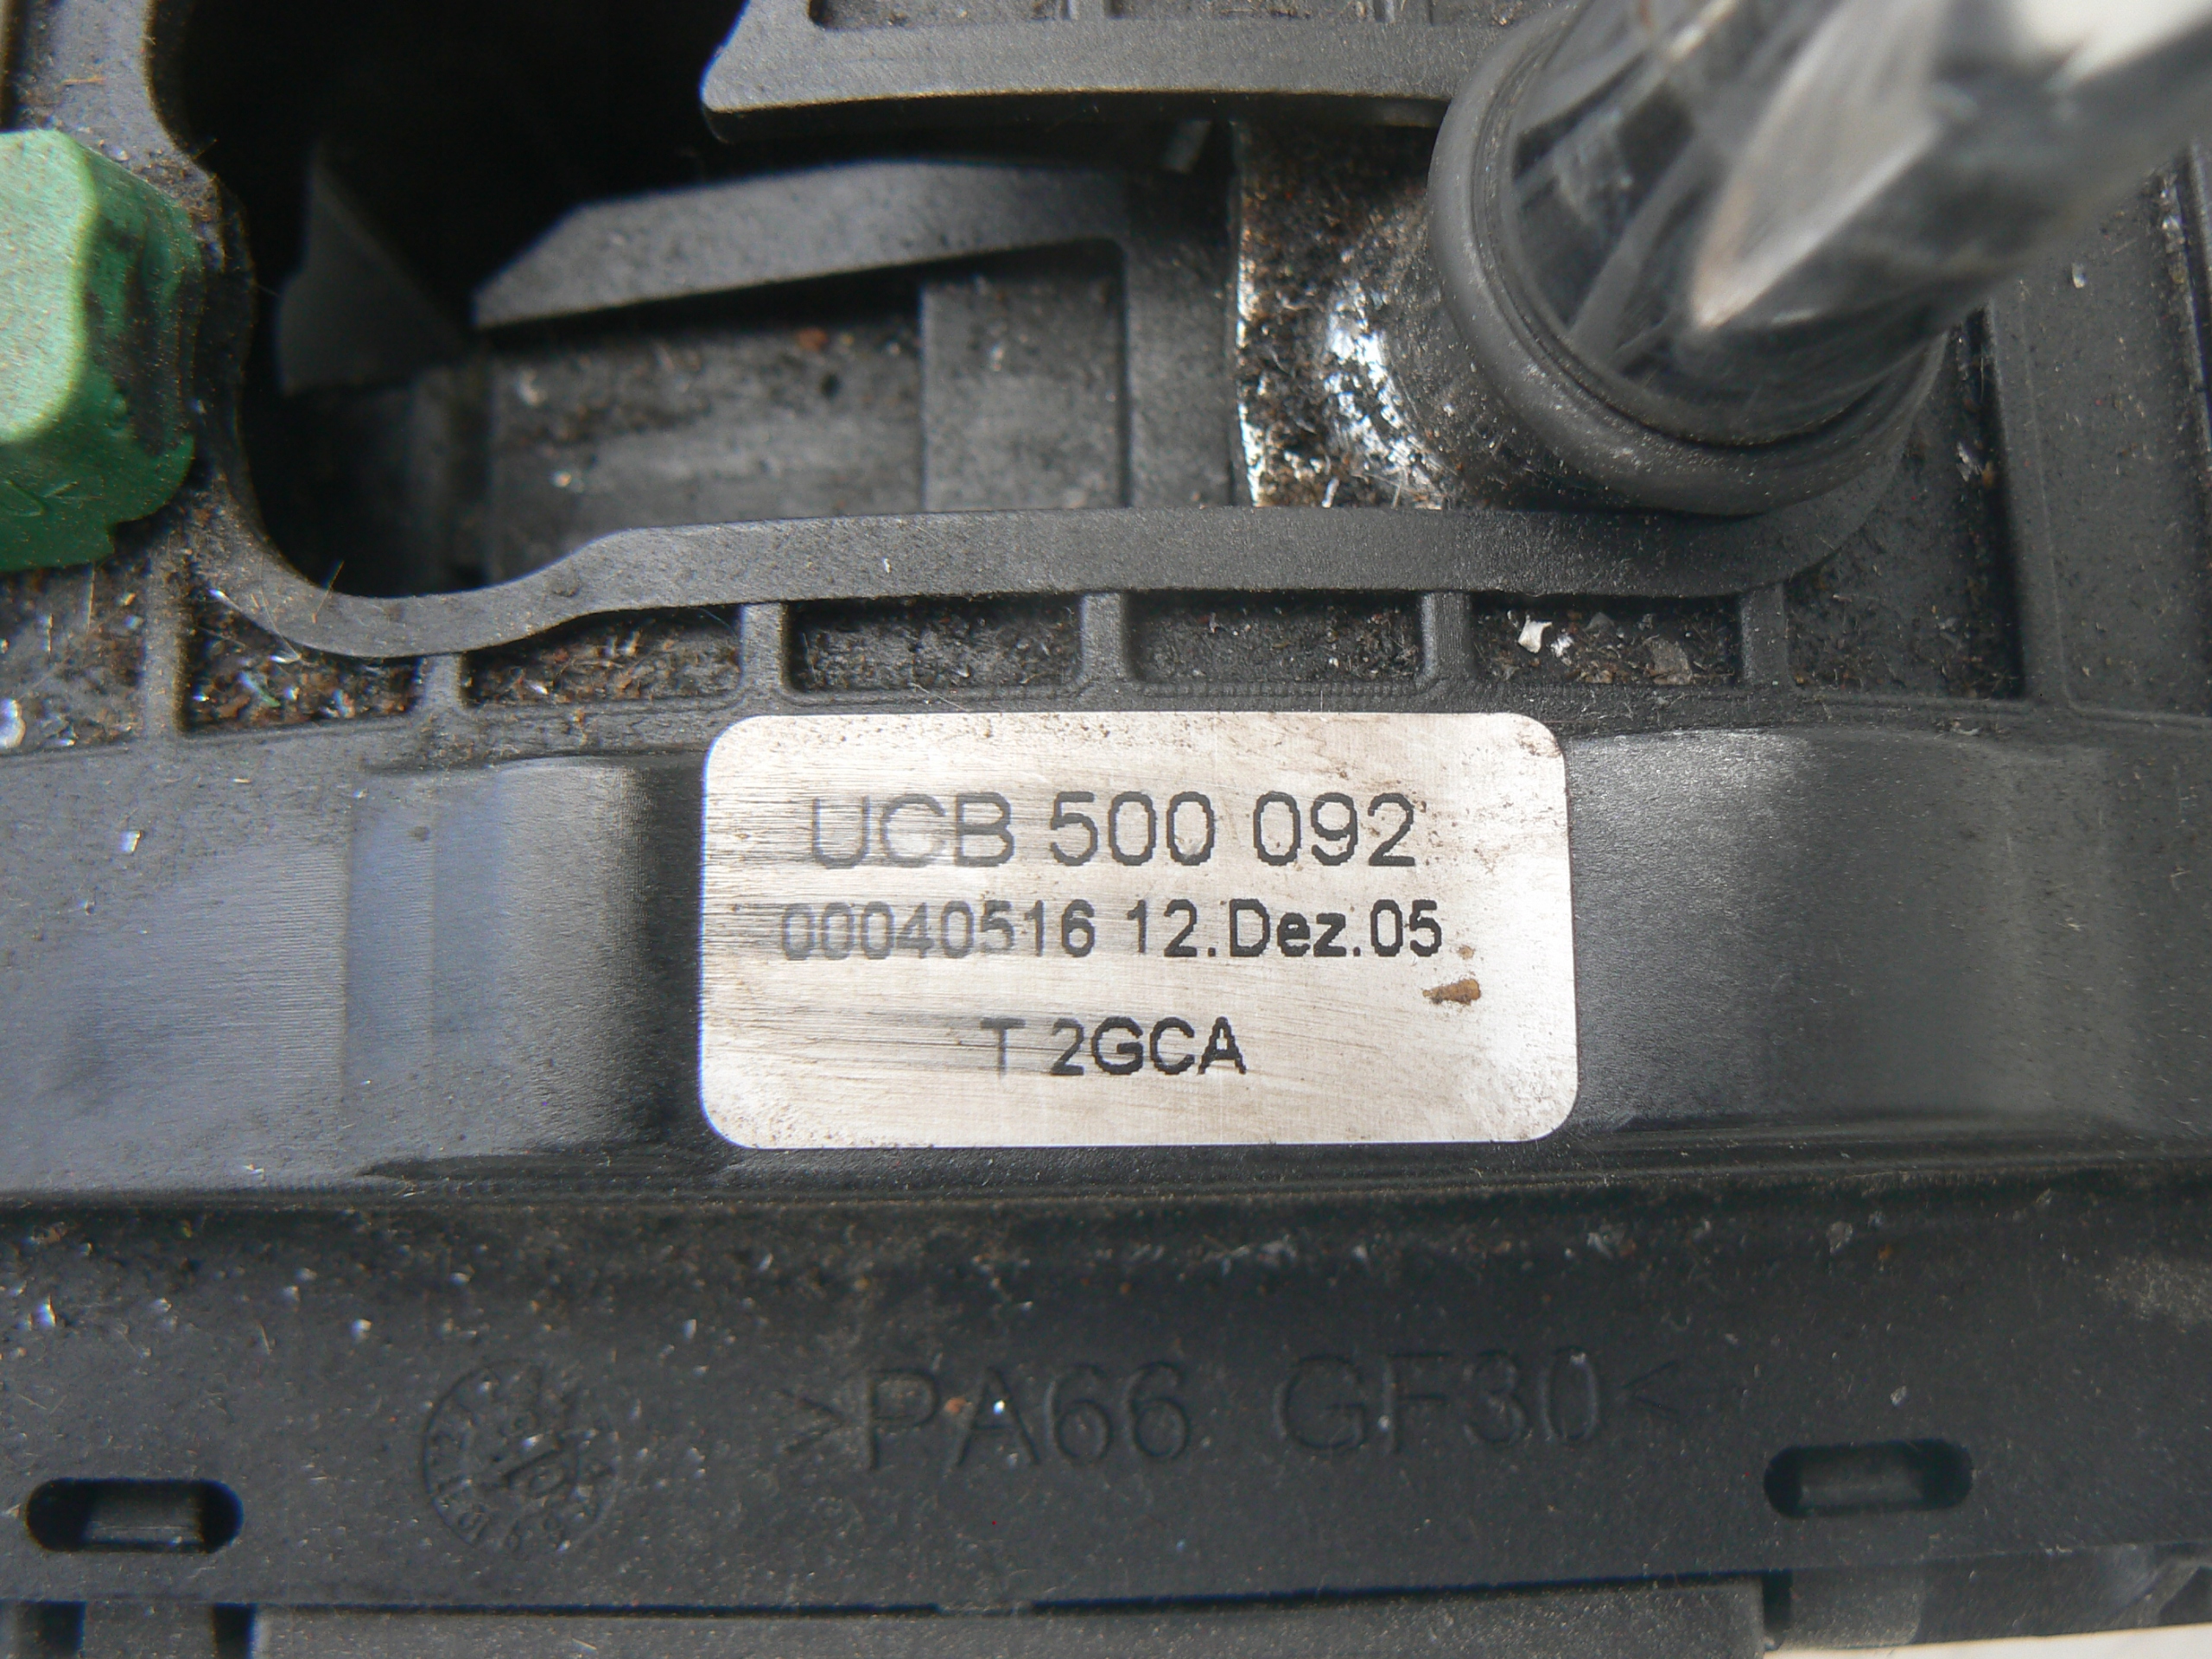 UCB 500 092
00040516 12.Dez.05
T 2GCA
>PA66 GF30<